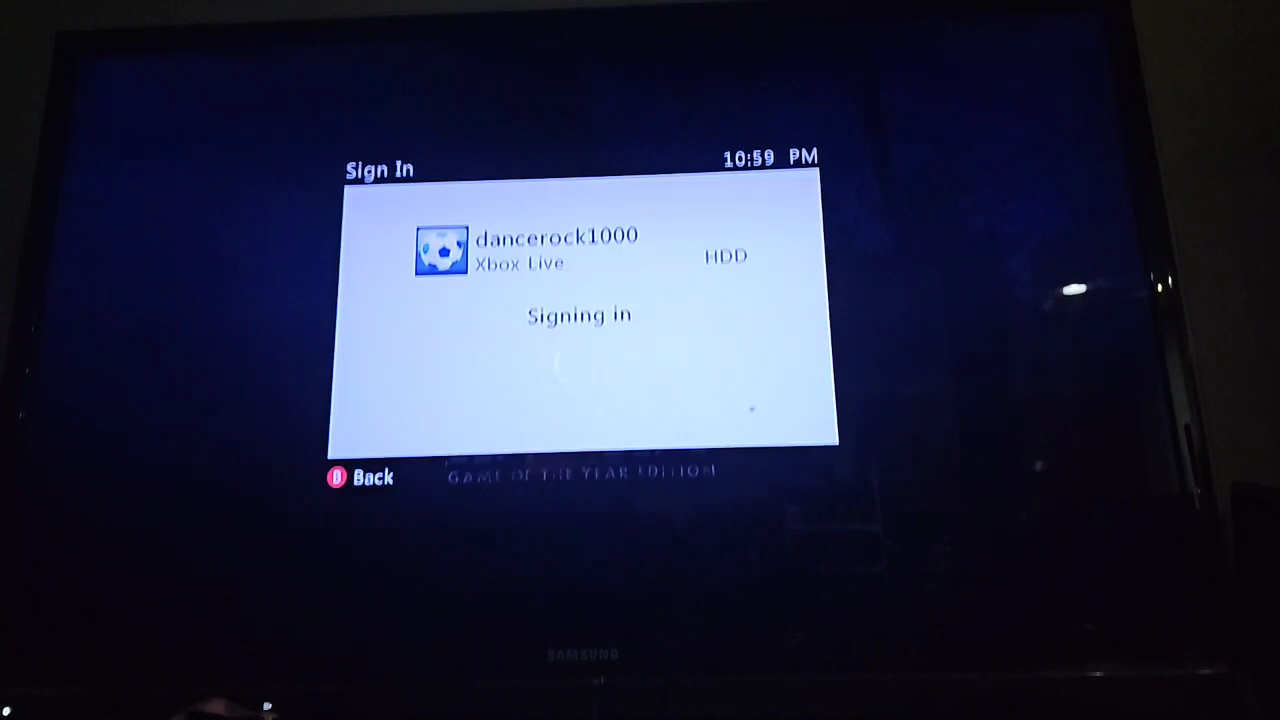 Sign In
10:59 PM
dancerock1000
Xbox Live
HDD
Signing in
B Back
GAME OF THE YEAR EDITION
SAMSUNG